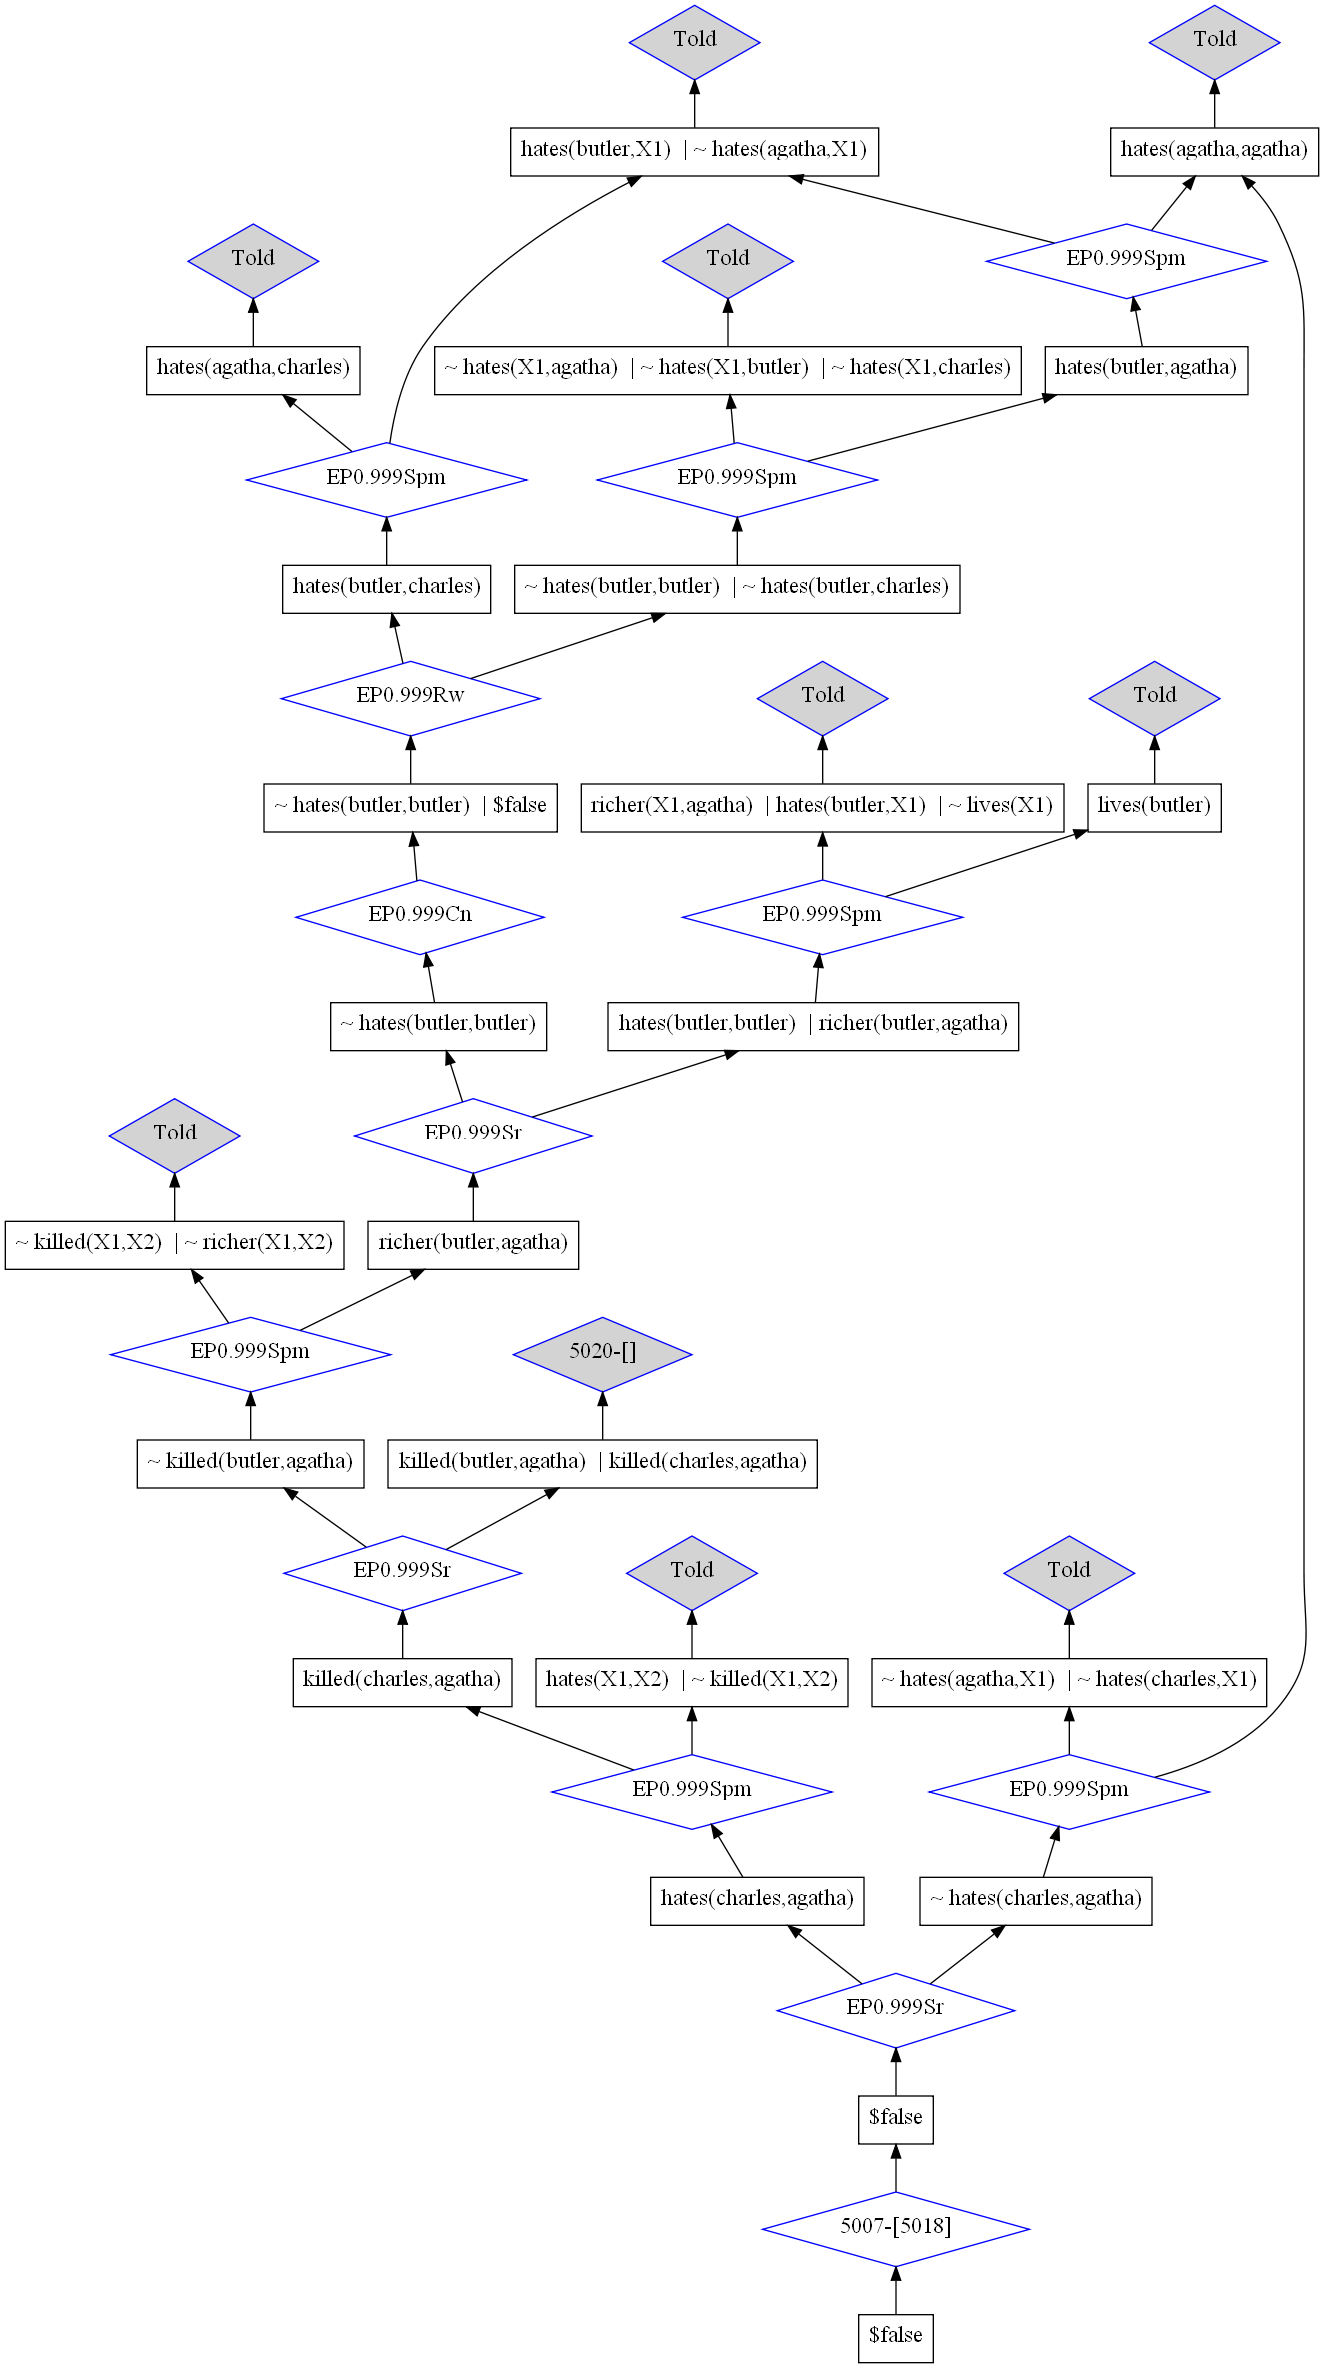 Told
Told
hates(butler,X1) | ~ hates(agatha,X1)
hates(agatha,agatha)
Told
Told
EP0.999Spm
hates(agatha,charles)
~ hates(X1,agatha) | ~ hates(X1,butler) | ~ hates(X1,charles)
hates(butler,agatha)
EP0.999Spm
EP0.999Spm
hates(butler,charles)
~ hates(butler,butler) | ~ hates(butler,charles)
EP0.999Rw
Told
Told
~ hates(butler,butler) | $false
richer(X1,agatha) | hates(butler,X1) | ~ lives(X1)
lives(butler)
EP0.999Cn
EP0.999Spm
~ hates(butler,butler)
hates(butler,butler) | richer(butler,agatha)
Told
EP0.999Sr
~ killed(X1,X2) | ~ richer(X1,X2)
richer(butler,agatha)
EP0.999Spm
5020-[]
~ killed(butler,agatha)
killed(butler,agatha) | killed(charles,agatha)
EP0.999Sr
Told
Told
killed(charles,agatha)
hates(X1,X2) | ~ killed(X1,X2)
~ hates(agatha,X1) | ~ hates(charles,X1)
EP0.999Spm
EP0.999Spm
hates(charles,agatha)
~ hates(charles,agatha)
EP0.999Sr
$false
5007-[5018]
$false